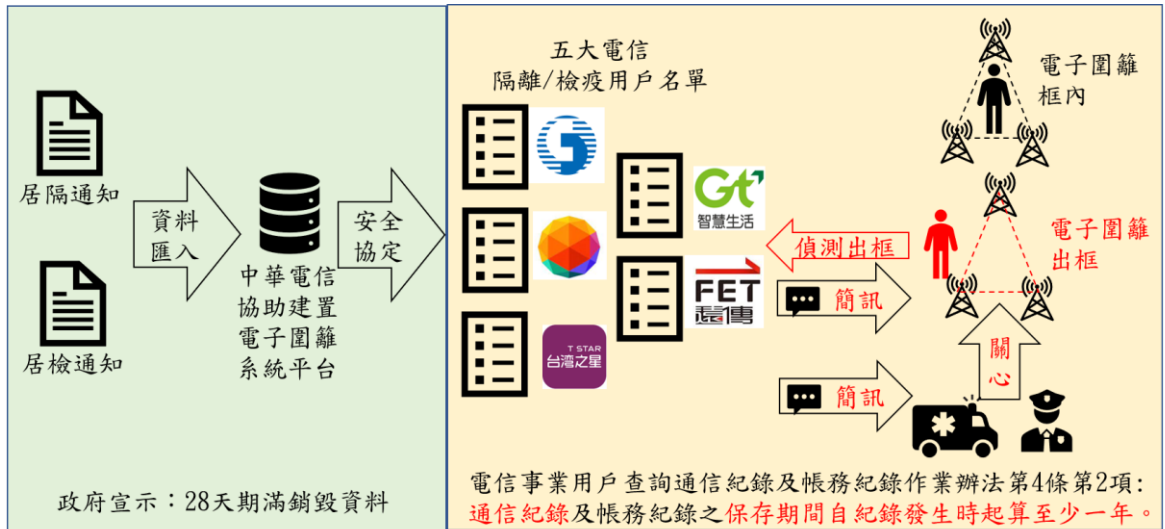 居隔通知
居檢通知
資料
匯入
中華電信
協助建置
電子圍籬
系統平台
安全
協定
政府宣示：28天期滿銷毀資料
五大電信
隔離/檢疫用戶名單
Gt
智慧生活
FET
遠傳
T STAR
台湾之星
電子圍籬
框內
偵測出框
電子圍籬
出框
簡訊
簡訊
關
心
電信事業用戶查詢通信紀錄及帳務紀錄作業辦法第4條第2項:
通信紀錄及帳務紀錄之保存期間自紀錄發生時起算至少一年。